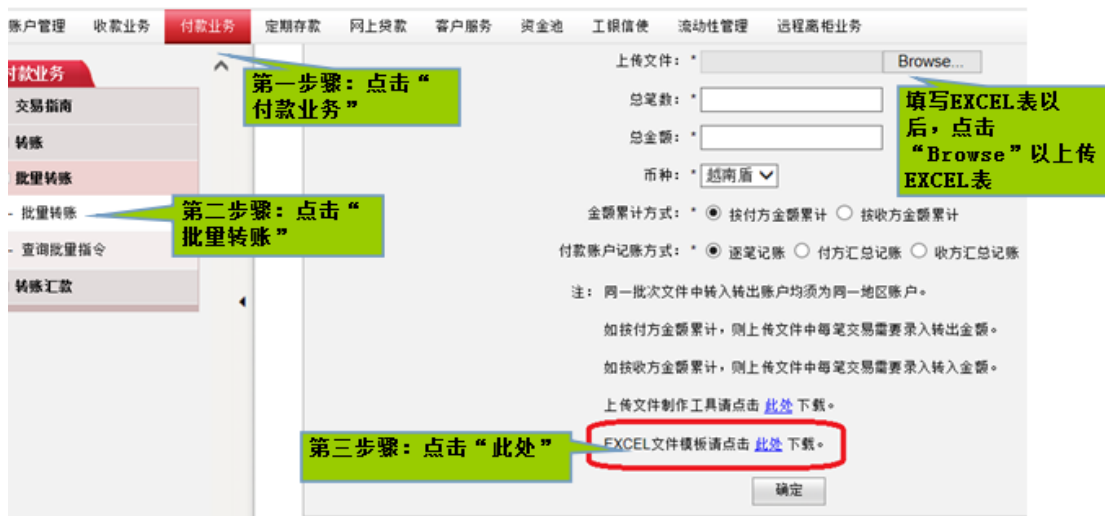 账户管理 收款业务 付款业务 定期存款 网上贷款 客户服务 资金池 工银信使 流动性管理 远程离柜业务
付款业务
交易指南
转账
批量转账
- 批量转账
- 查询批量指令
转账汇款
第一步骤：点击“
付款业务”
第二步骤：点击“
批里转账”
上传文件： * Browse...
总笔数： *
总金额： *
币种： * 越南盾
金额累计方式： * 按付方金额累计 按收方金额累计
付款账户记账方式： * 逐笔记账 付方汇总记账 收方汇总记账
注： 同一批次文件中转入转出账户均须为同一地区账户。
如按付方金额累计，则上传文件中每笔交易需要录入转出金额。
如按收方金额累计，则上传文件中每笔交易需要录入转入金额。
上传文件制作工具请点击 此处 下载。
EXCEL文件模板请点击 此处 下载。
确定
填写EXCEL表以
后，点击
“Browse”以上传
EXCEL表
第三步骤：点击“此处”